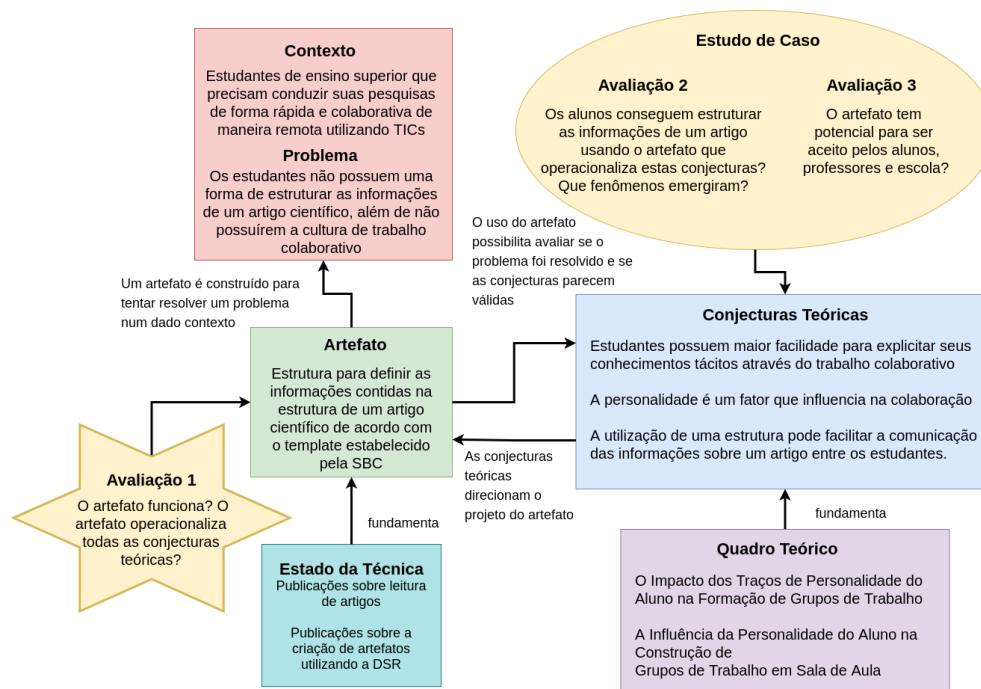 Contexto
Estudantes de ensino superior que
precisam conduzir suas pesquisas
de forma rápida e colaborativa de
maneira remota utilizando TICs
Problema
Os estudantes não possuem uma
forma de estruturar as informações
de um artigo científico, além de não
possuírem a cultura de trabalho
colaborativo
Estudo de Caso
Avaliação 2
Os alunos conseguem estruturar
as informações de um artigo
usando o artefato que
operacionaliza estas conjecturas?
Que fenômenos emergiram?
Avaliação 3
O artefato tem
potencial para ser
aceito pelos alunos,
professores e escola?
Um artefato é construído para
tentar resolver um problema
num dado contexto
O uso do artefato
possibilita avaliar se o
problema foi resolvido e se
as conjecturas parecem
válidas
Artefato
Estrutura para definir as
informações contidas na
estrutura de um artigo
científico de acordo com
o template estabelecido
pela SBC
Conjecturas Teóricas
Estudantes possuem maior facilidade para explicitar seus
conhecimentos tácitos através do trabalho colaborativo
A personalidade é um fator que influencia na colaboração
A utilização de uma estrutura pode facilitar a comunicação
das informações sobre um artigo entre os estudantes.
As conjecturas
teóricas
direcionam o
projeto do artefato
Avaliação 1
O artefato funciona? O
artefato operacionaliza
todas as conjecturas
teóricas?
fundamenta
fundamenta
Estado da Técnica
Publicações sobre leitura
de artigos
Publicações sobre a
criação de artefatos
utilizando a DSR
Quadro Teórico
O Impacto dos Traços de Personalidade do
Aluno na Formação de Grupos de Trabalho
A Influência da Personalidade do Aluno na
Construção de
Grupos de Trabalho em Sala de Aula